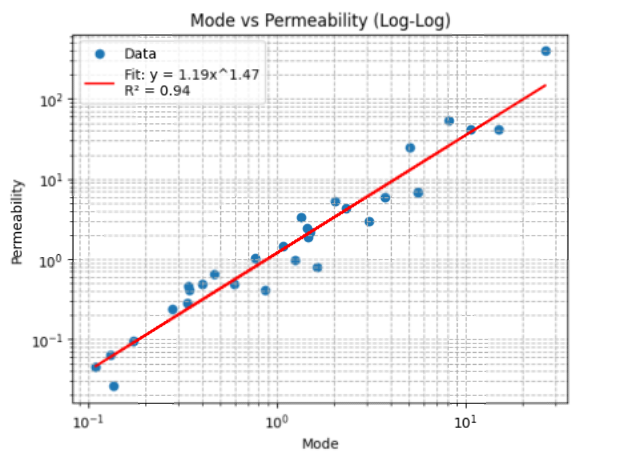 Mode vs Permeability (Log-Log)
Data
Fit: y = 1.19x^1.47
R² = 0.94
Permeability
10²
10¹
10⁰
10⁻¹
10⁻¹ 10⁰ 10¹
Mode